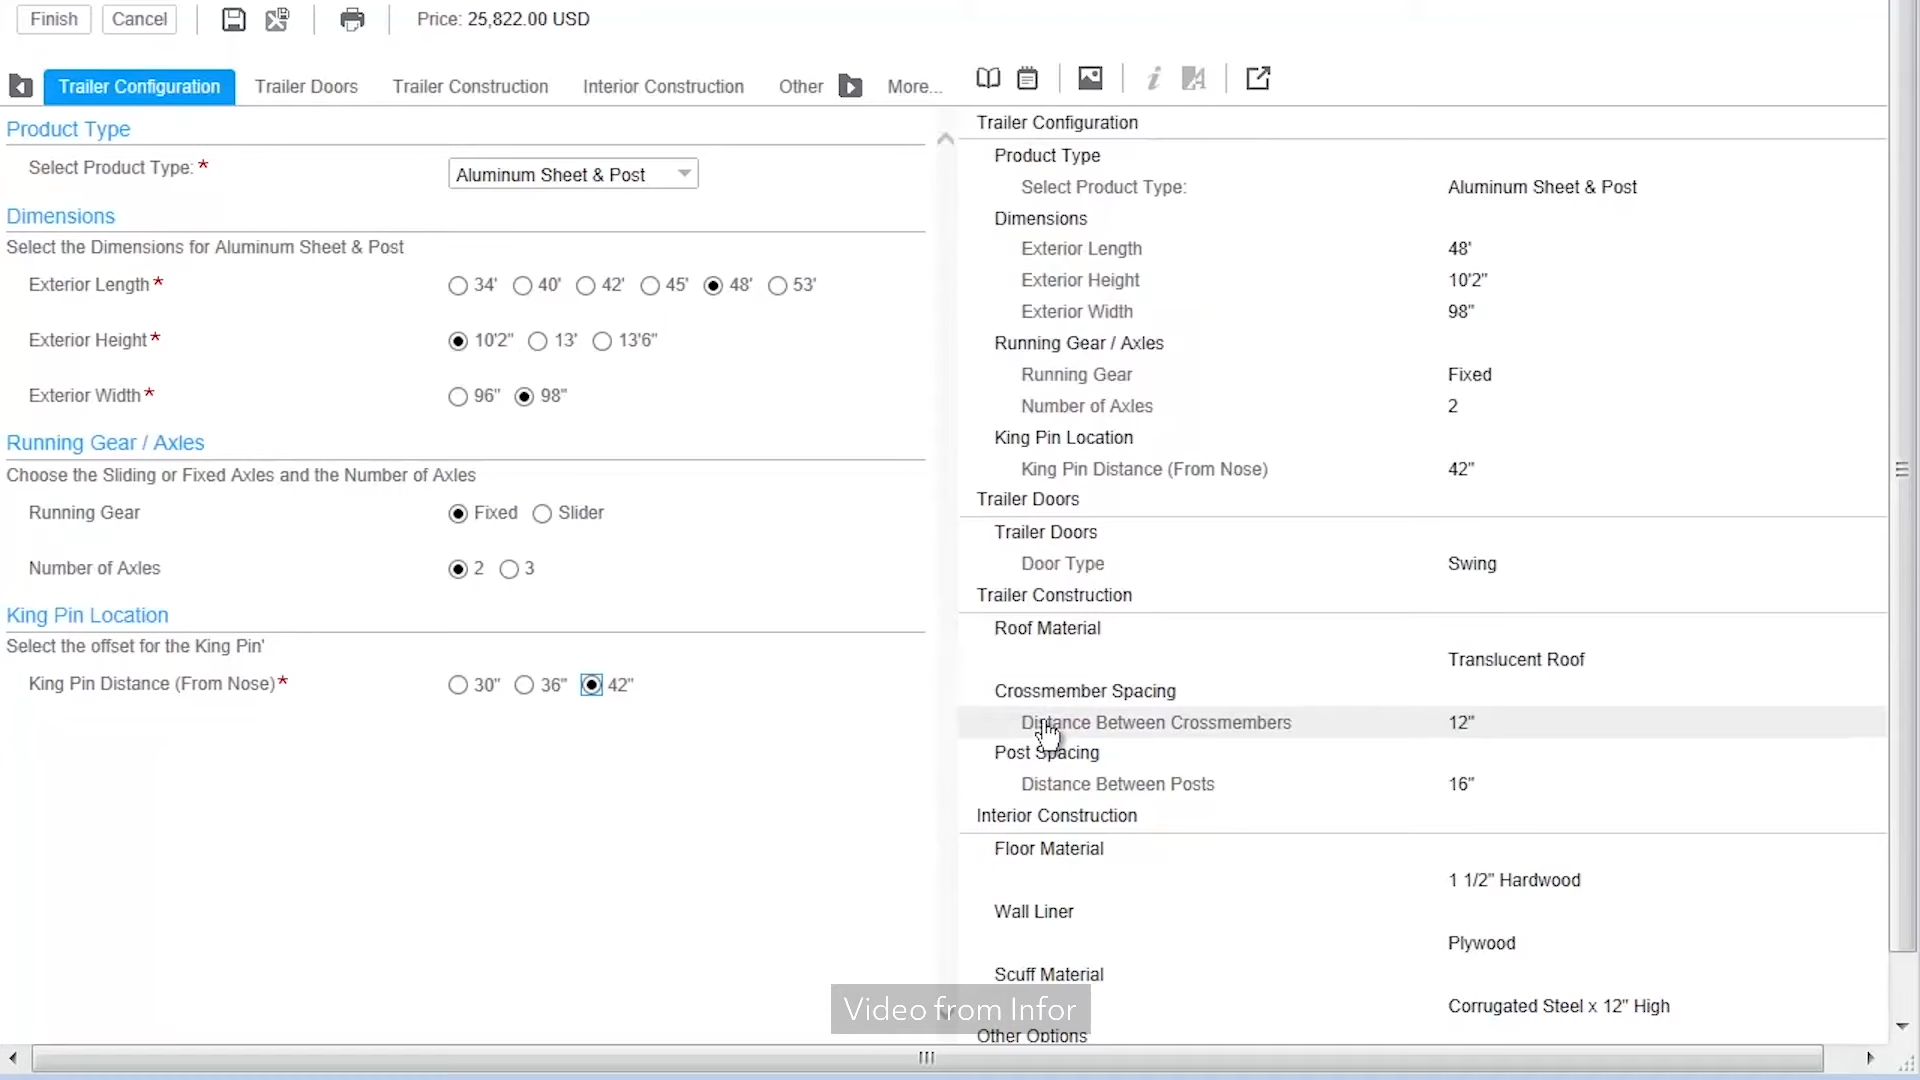 Finish Cancel Price: 25,822.00 USD
Trailer Configuration Trailer Doors Trailer Construction Interior Construction Other More...
Product Type
Select Product Type: * Aluminum Sheet & Post
Dimensions
Select the Dimensions for Aluminum Sheet & Post
Exterior Length* 34' 40' 42' 45' 48' 53'
Exterior Height* 10'2" 13' 13'6"
Exterior Width* 96" 98"
Running Gear / Axles
Choose the Sliding or Fixed Axles and the Number of Axles
Running Gear Fixed Slider
Number of Axles 2 3
King Pin Location
Select the offset for the King Pin'
King Pin Distance (From Nose)* 30" 36" 42"
Trailer Configuration
Product Type
Select Product Type: Aluminum Sheet & Post
Dimensions
Exterior Length 48'
Exterior Height 10'2"
Exterior Width 98"
Running Gear / Axles
Running Gear Fixed
Number of Axles 2
King Pin Location
King Pin Distance (From Nose) 42"
Trailer Doors
Trailer Doors
Door Type Swing
Trailer Construction
Roof Material
Translucent Roof
Crossmember Spacing
Distance Between Crossmembers 12"
Post Spacing
Distance Between Posts 16"
Interior Construction
Floor Material
1 1/2" Hardwood
Wall Liner
Plywood
Scuff Material
Corrugated Steel x 12" High
Other Options
Video from Infor